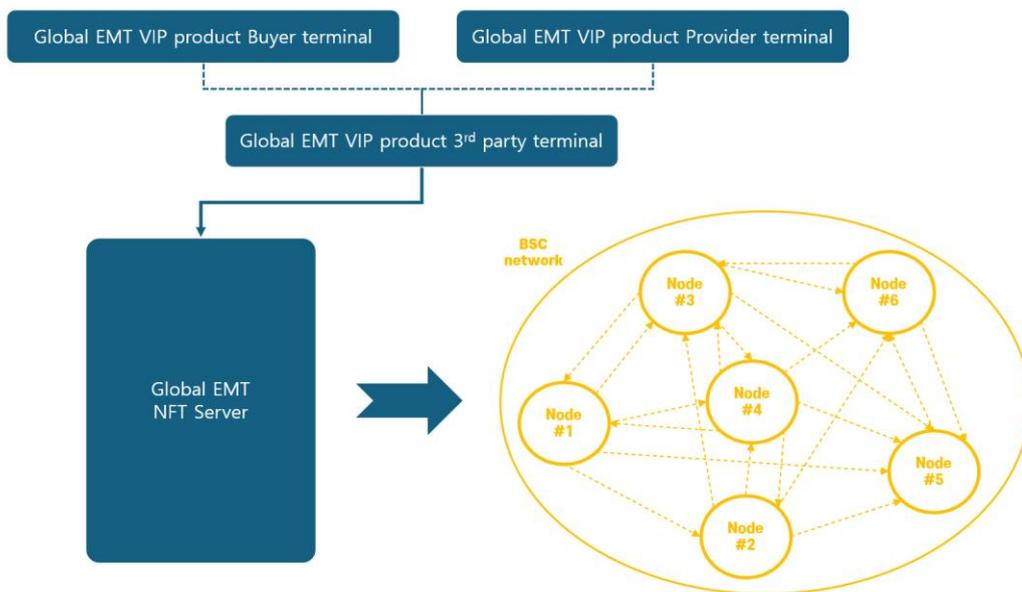 Global EMT VIP product Buyer terminal
Global EMT VIP product Provider terminal
Global EMT VIP product 3rd party terminal
Global EMT
NFT Server
BSC
network
Node
#3
Node
#6
Node
#4
Node
#1
Node
#5
Node
#2